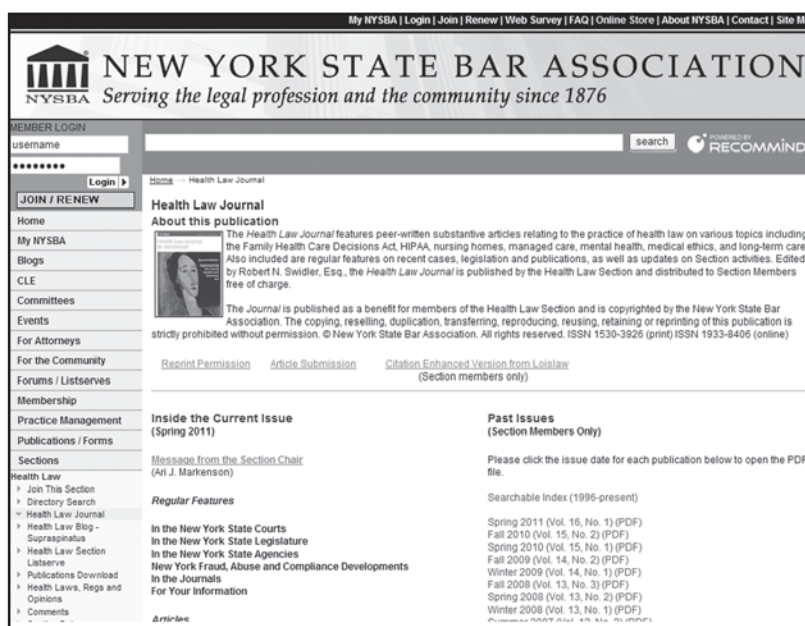 My NYSBA | Login | Join | Renew | Web Survey | FAQ | Online Store | About NYSBA | Contact | Site M
NEW YORK STATE BAR ASSOCIATION
NYSBA Serving the legal profession and the community since 1876
MEMBER LOGIN
username
Login
JOIN / RENEW
Home
My NYSBA
Blogs
CLE
Committees
Events
For Attorneys
For the Community
Forums / Listserves
Membership
Practice Management
Publications / Forms
Sections
Health Law
Join This Section
Directory Search
Health Law Journal
Health Law Blog -
Supraspinatus
Health Law Section
Listserve
Publications Download
Health Laws, Regs and
Opinions
Comments
search
POWERED BY
RECOMMIND
Home → Health Law Journal
Health Law Journal
About this publication
The Health Law Journal features peer-written substantive articles relating to the practice of health law on various topics including
the Family Health Care Decisions Act, HIPAA, nursing homes, managed care, mental health, medical ethics, and long-term care.
Also included are regular features on recent cases, legislation and publications, as well as updates on Section activities. Edited
by Robert N. Swidler, Esq., the Health Law Journal is published by the Health Law Section and distributed to Section Members
free of charge.
The Journal is published as a benefit for members of the Health Law Section and is copyrighted by the New York State Bar
Association. The copying, reselling, duplication, transferring, reproducing, reusing, retaining or reprinting of this publication is
strictly prohibited without permission. © New York State Bar Association. All rights reserved. ISSN 1530-3926 (print) ISSN 1933-8406 (online)
Reprint Permission Article Submission Citation Enhanced Version from Loislaw
(Section members only)
Inside the Current Issue
(Spring 2011)
Message from the Section Chair
(Ari J. Markenson)
Regular Features
In the New York State Courts
In the New York State Legislature
In the New York State Agencies
New York Fraud, Abuse and Compliance Developments
In the Journals
For Your Information
Articles
Past Issues
(Section Members Only)
Please click the issue date for each publication below to open the PDF
file.
Searchable Index (1996-present)
Spring 2011 (Vol. 16, No. 1) (PDF)
Fall 2010 (Vol. 15, No. 2) (PDF)
Spring 2010 (Vol. 15, No. 1) (PDF)
Fall 2009 (Vol. 14, No. 2) (PDF)
Winter 2009 (Vol. 14, No. 1) (PDF)
Fall 2008 (Vol. 13, No. 3) (PDF)
Spring 2008 (Vol. 13, No. 2) (PDF)
Winter 2008 (Vol. 13, No. 1) (PDF)